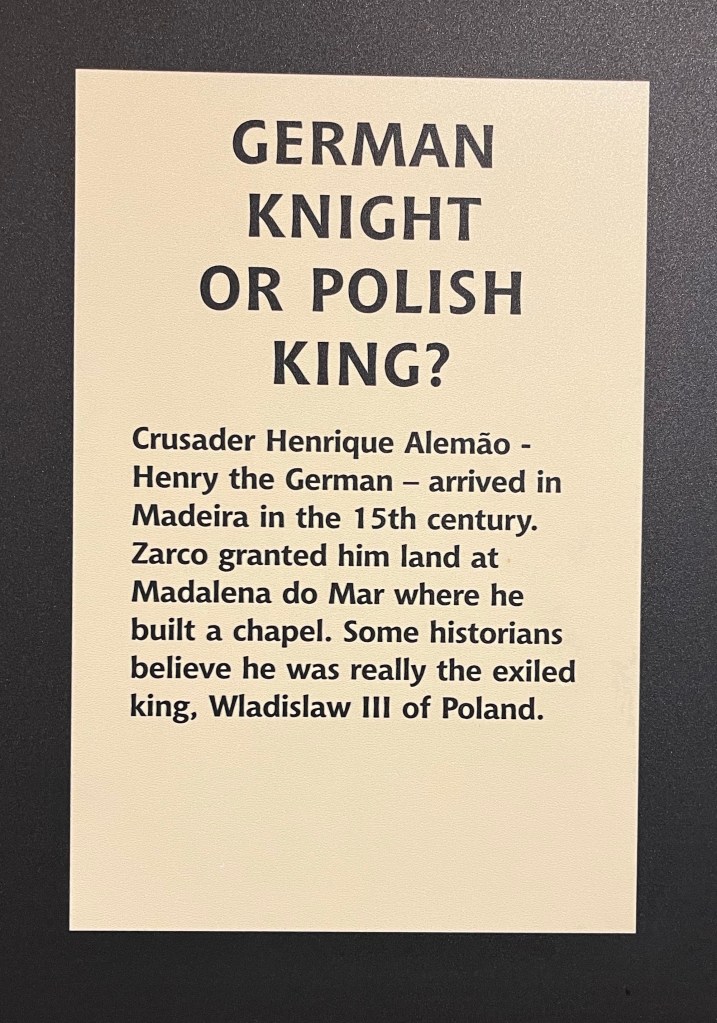 GERMAN
KNIGHT
OR POLISH
KING?
Crusader Henrique Alemão -
Henry the German – arrived in
Madeira in the 15th century.
Zarco granted him land at
Madalena do Mar where he
built a chapel. Some historians
believe he was really the exiled
king, Wladislaw III of Poland.